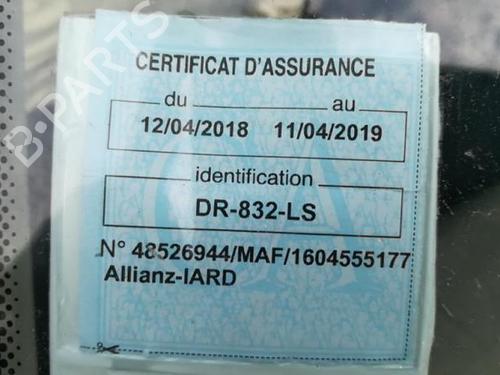 CERTIFICAT D'ASSURANCE
du au
12/04/2018 11/04/2019
identification
DR-832-LS
N° 48526944/MAF/1604555177
Allianz-IARD
B-PARTS